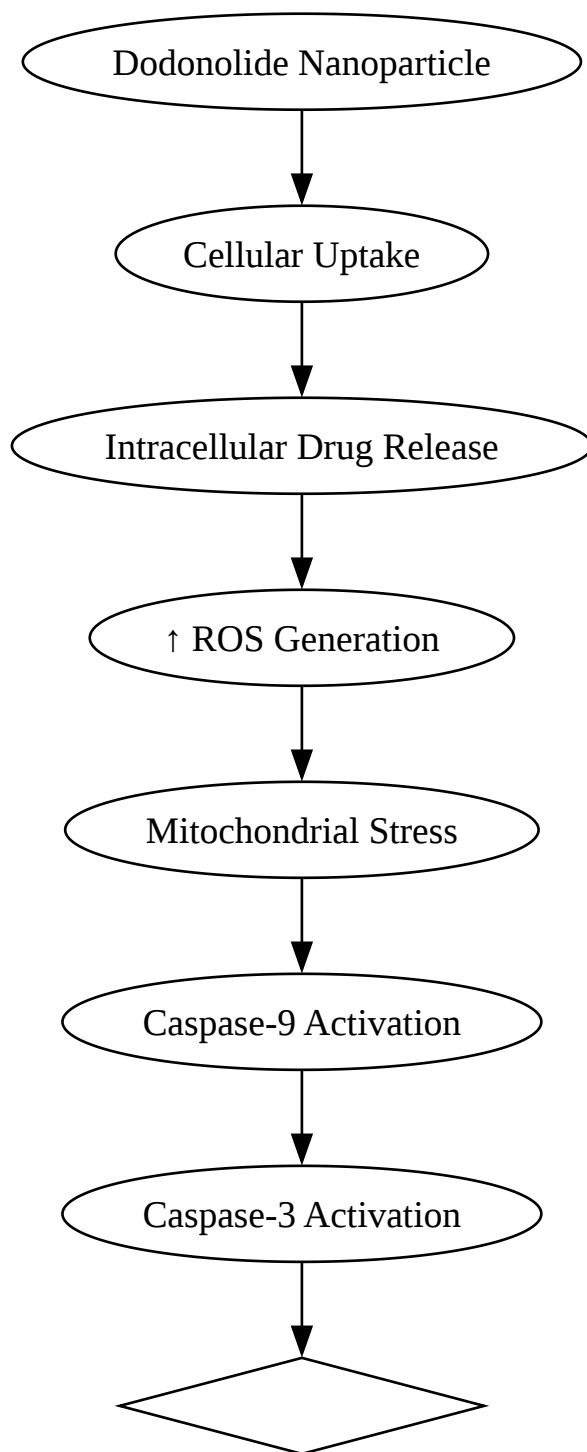 Dodonolide Nanoparticle
Cellular Uptake
Intracellular Drug Release
↑ ROS Generation
Mitochondrial Stress
Caspase-9 Activation
Caspase-3 Activation